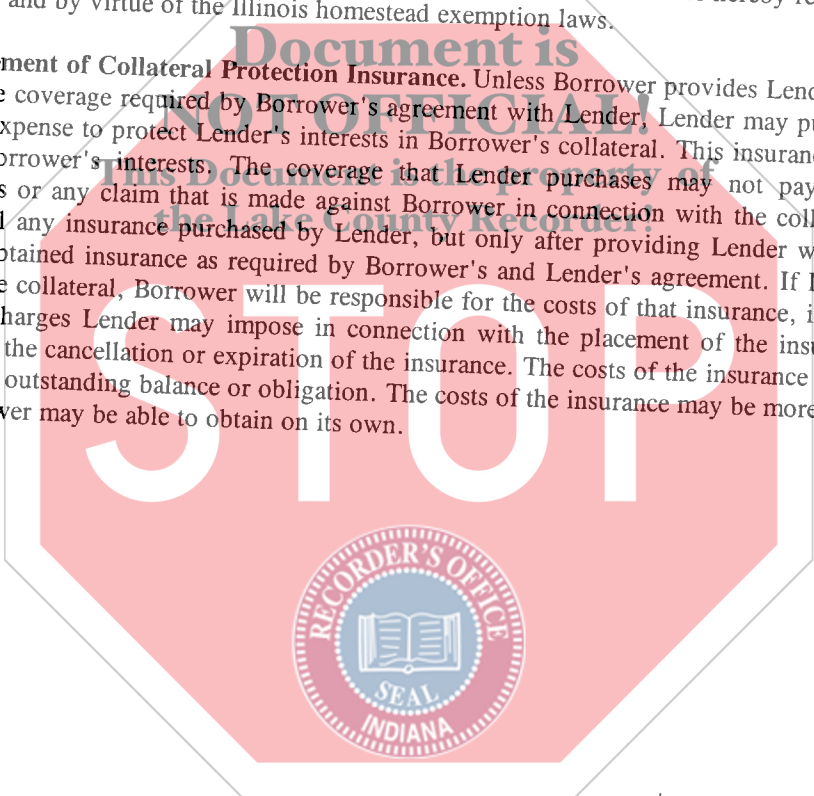 and by virtue of the Illinois homestead exemption laws.
Document is
ment of Collateral Protection Insurance. Unless Borrower provides Lend
e coverage required by Borrower's agreement with Lender, Lender may pu
NOT OFFICIAL!
xpense to protect Lender's interests in Borrower's collateral. This insuran
orrower's interests. The coverage that Lender purchases may not pay
This Document is the property of
s or any claim that is made against Borrower in connection with the coll
the Lake County Recorder!
l any insurance purchased by Lender, but only after providing Lender w
btained insurance as required by Borrower's and Lender's agreement. If L
e collateral, Borrower will be responsible for the costs of that insurance, i
harges Lender may impose in connection with the placement of the insu
the cancellation or expiration of the insurance. The costs of the insurance
outstanding balance or obligation. The costs of the insurance may be more
wer may be able to obtain on its own.
STOP
RECORDER'S OFFICE
SEAL
INDIANA